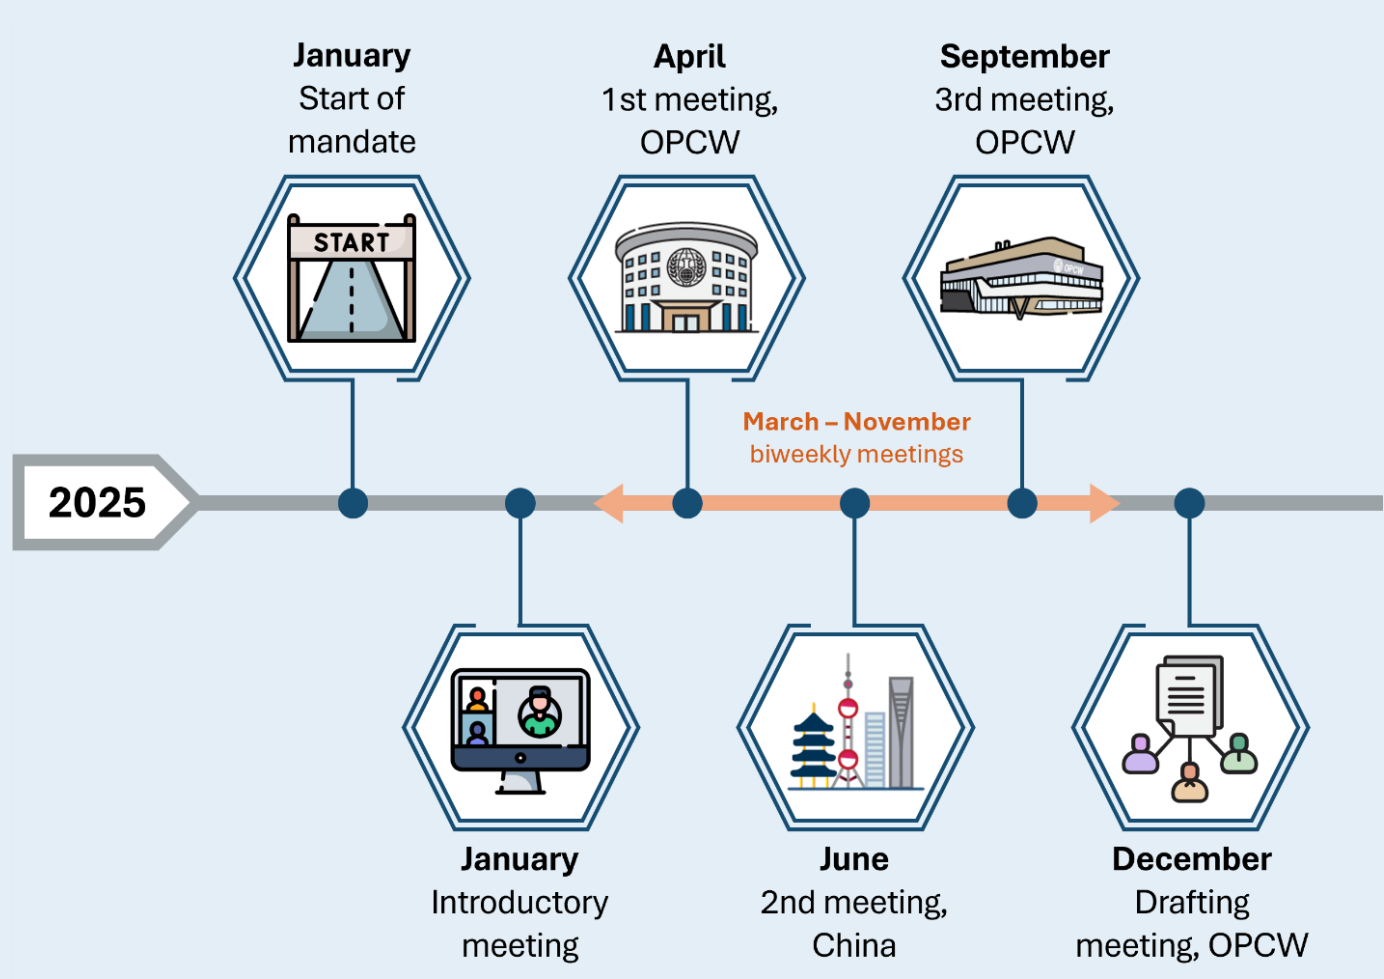 January
Start of
mandate
April
1st meeting,
OPCW
September
3rd meeting,
OPCW
START
OPCW
March – November
biweekly meetings
2025
January
Introductory
meeting
June
2nd meeting,
China
December
Drafting
meeting, OPCW